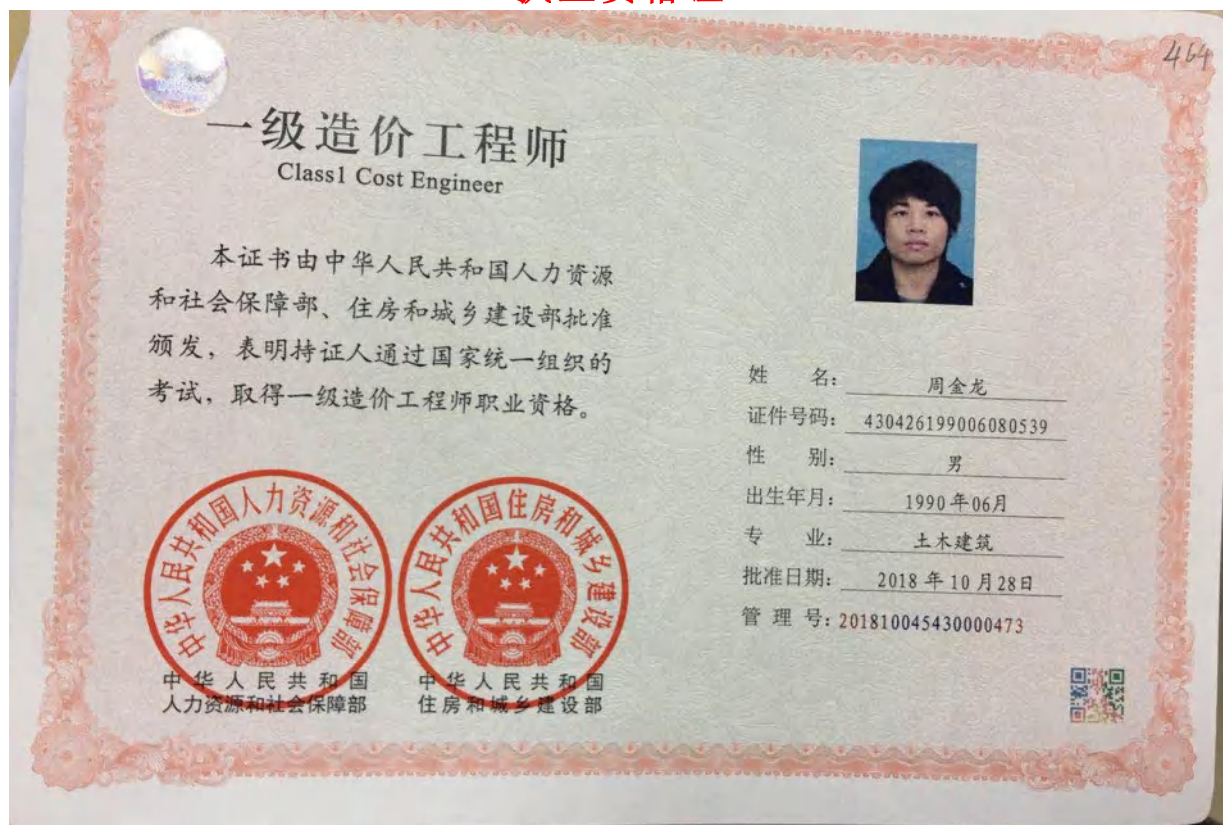 464
一级造价工程师
Class1 Cost Engineer
本证书由中华人民共和国人力资源
和社会保障部、住房和城乡建设部批准
颁发，表明持证人通过国家统一组织的
考试，取得一级造价工程师职业资格。
姓 名：周金龙
证件号码：430426199006080539
性 别：男
出生年月：1990年06月
专 业：土木建筑
批准日期：2018年10月28日
管 理 号：201810045430000473
中华人民共和国人力资源和社会保障部
中华人民共和国住房和城乡建设部
中华人民共和国
人力资源和社会保障部
中华人民共和国
住房和城乡建设部